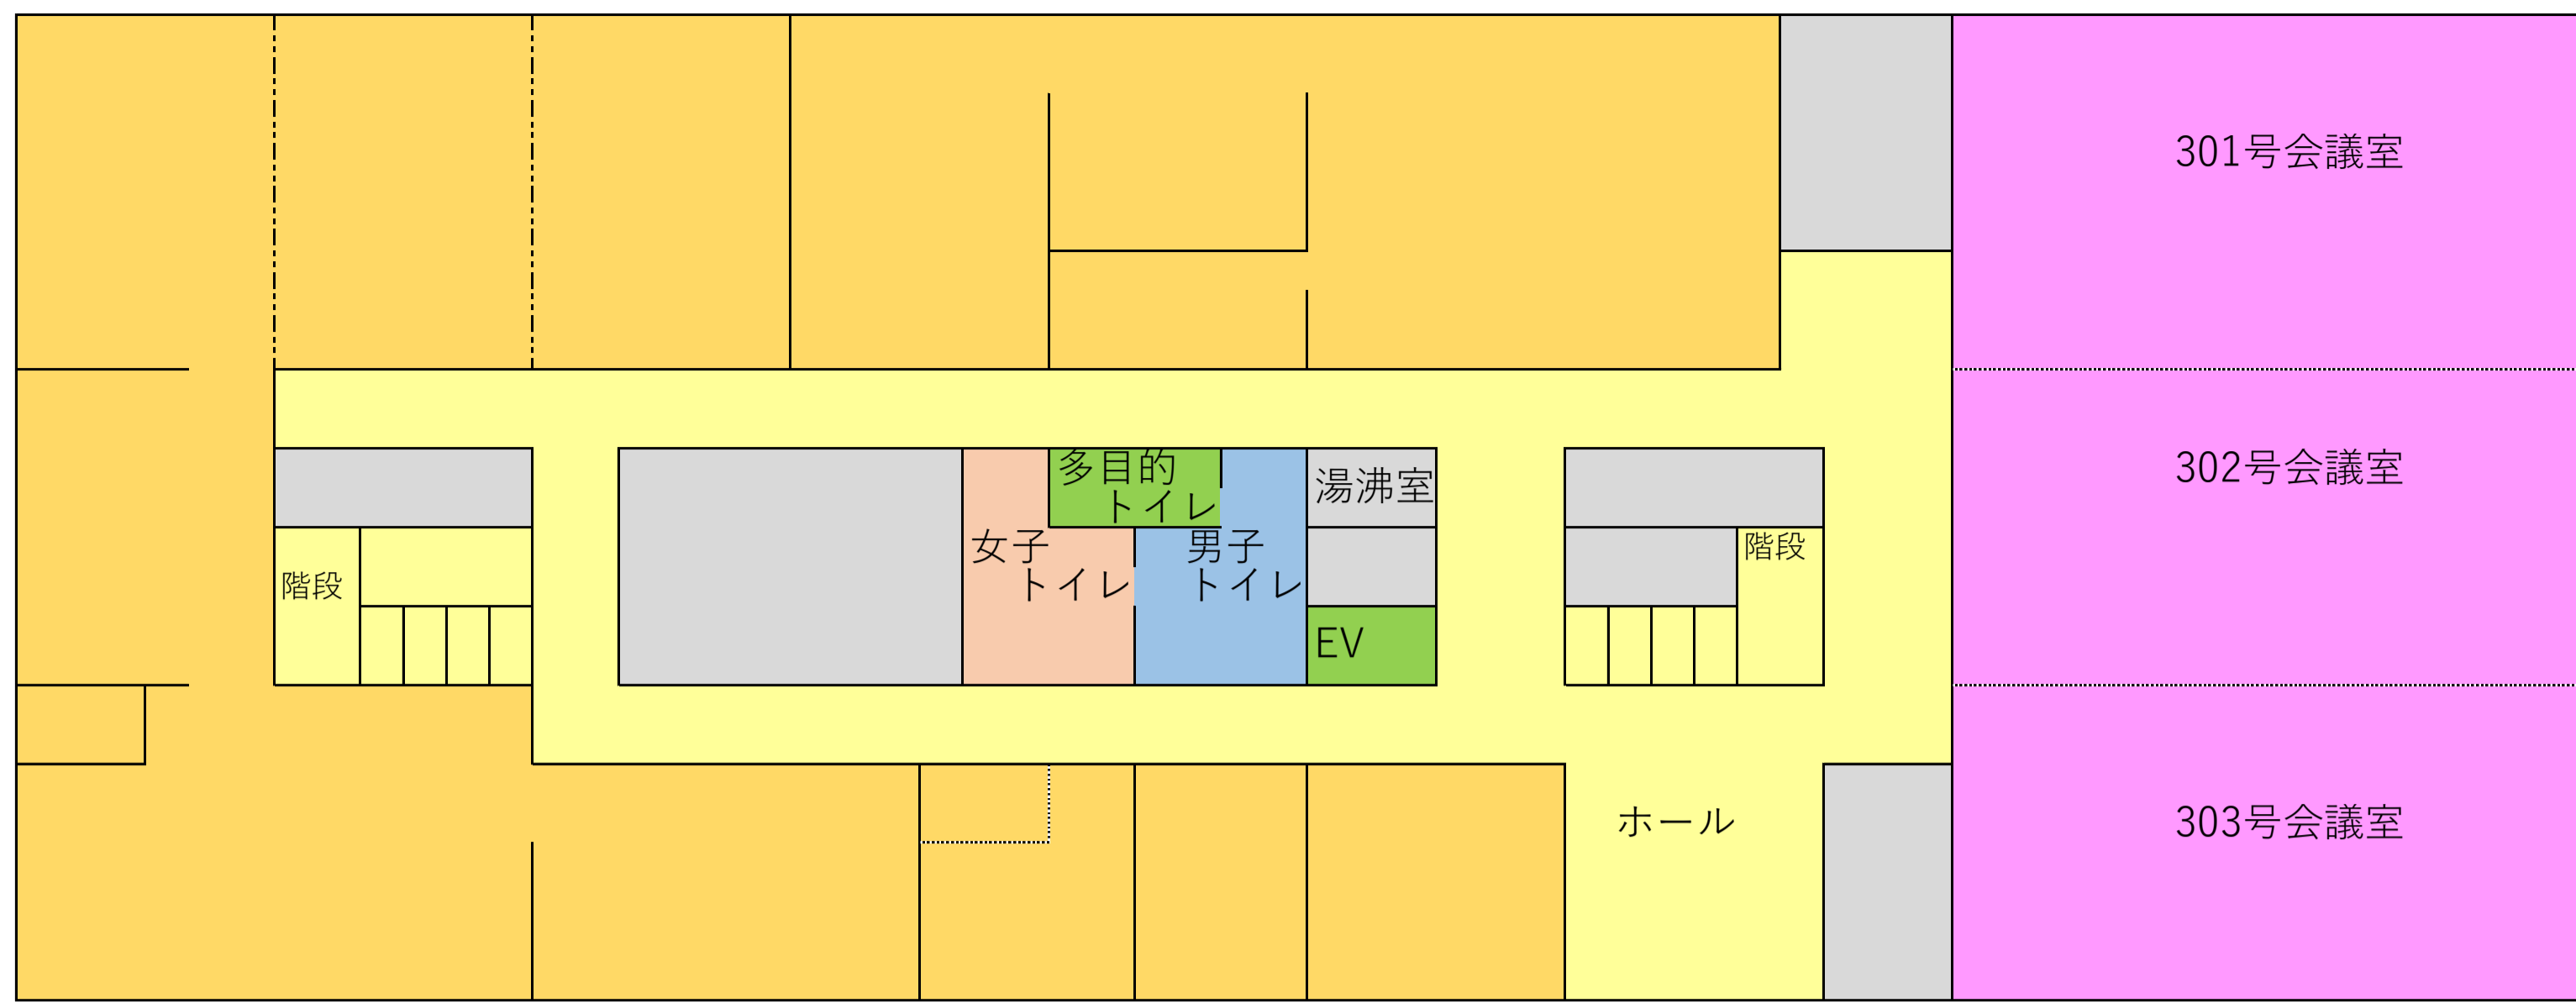 301号会議室
302号会議室
多目的
トイレ
湯沸室
女子
トイレ
男子
トイレ
階段
階段
EV
303号会議室
ホール